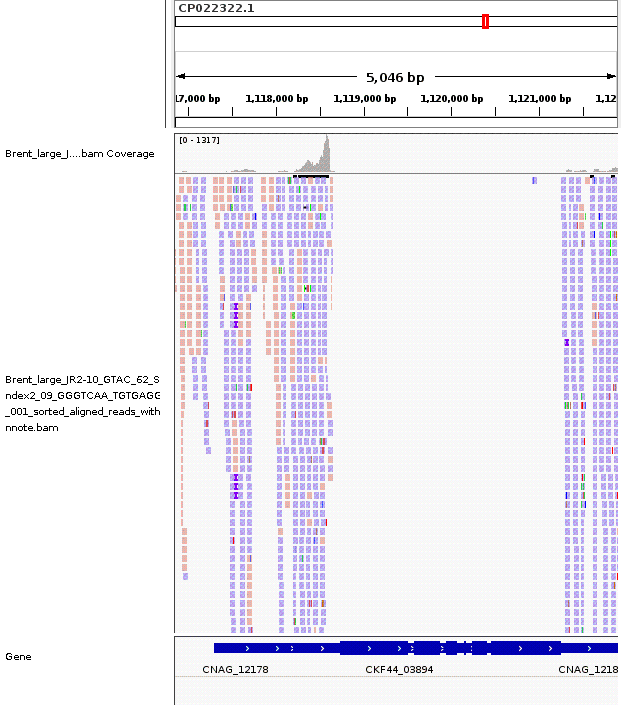 CP022322.1
5,046 bp
17,000 bp 1,118,000 bp 1,119,000 bp 1,120,000 bp 1,121,000 bp 1,12
[0 - 1317]
Brent_large_J....bam Coverage
Brent_large_JR2-10_GTAC_62_S
ndex2_09_GGGTCAA_TGTGAGG
_001_sorted_aligned_reads_with
nnote.bam
Gene
CNAG_12178 CKF44_03894 CNAG_1218